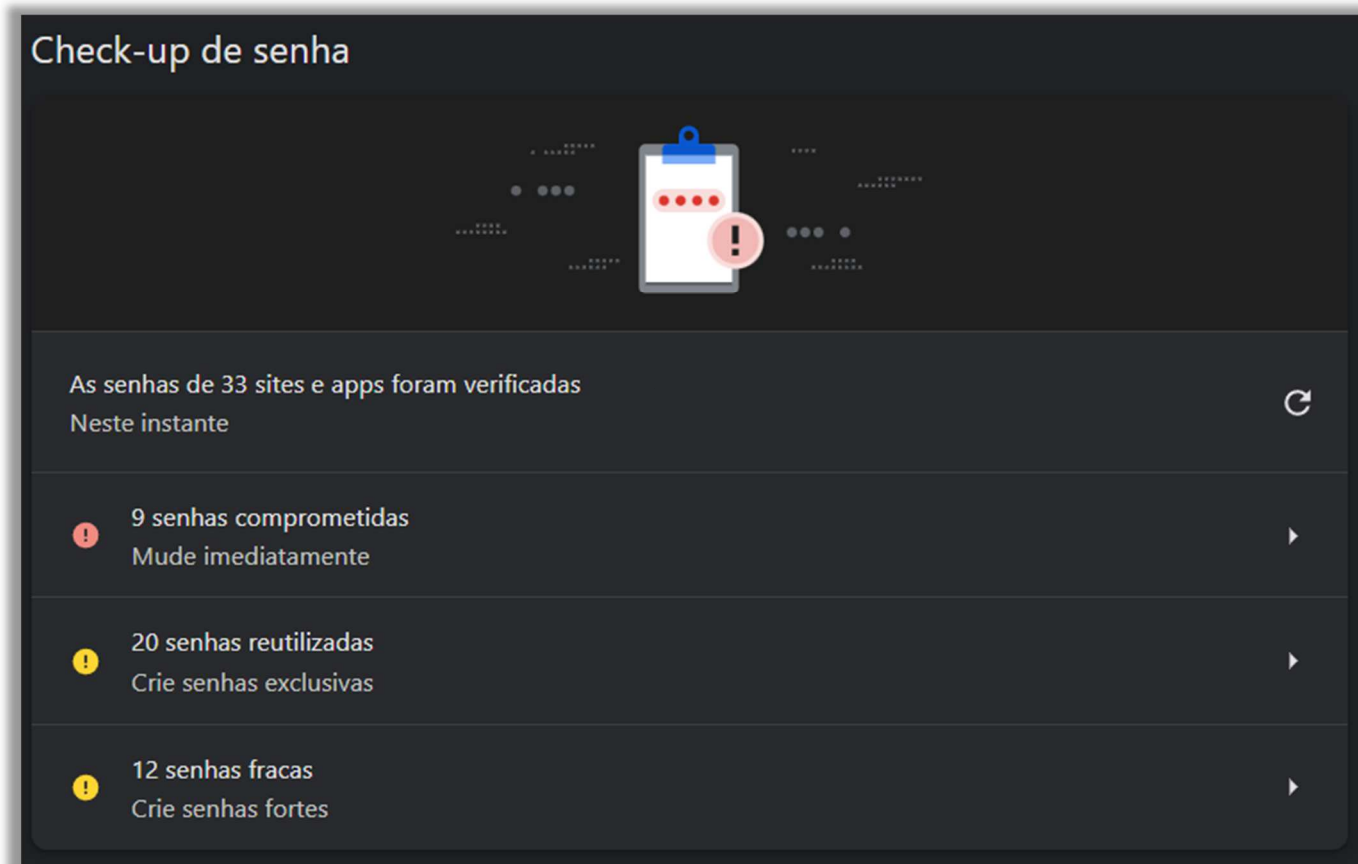 Check-up de senha
As senhas de 33 sites e apps foram verificadas
Neste instante
9 senhas comprometidas
Mude imediatamente
20 senhas reutilizadas
Crie senhas exclusivas
12 senhas fracas
Crie senhas fortes